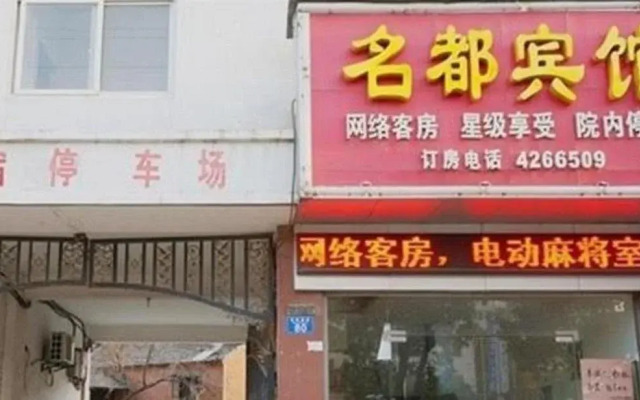 名都宾馆
网络客房 星级享受 院内停
订房电话 4266509
停车场
网络客房，电动麻将室
80